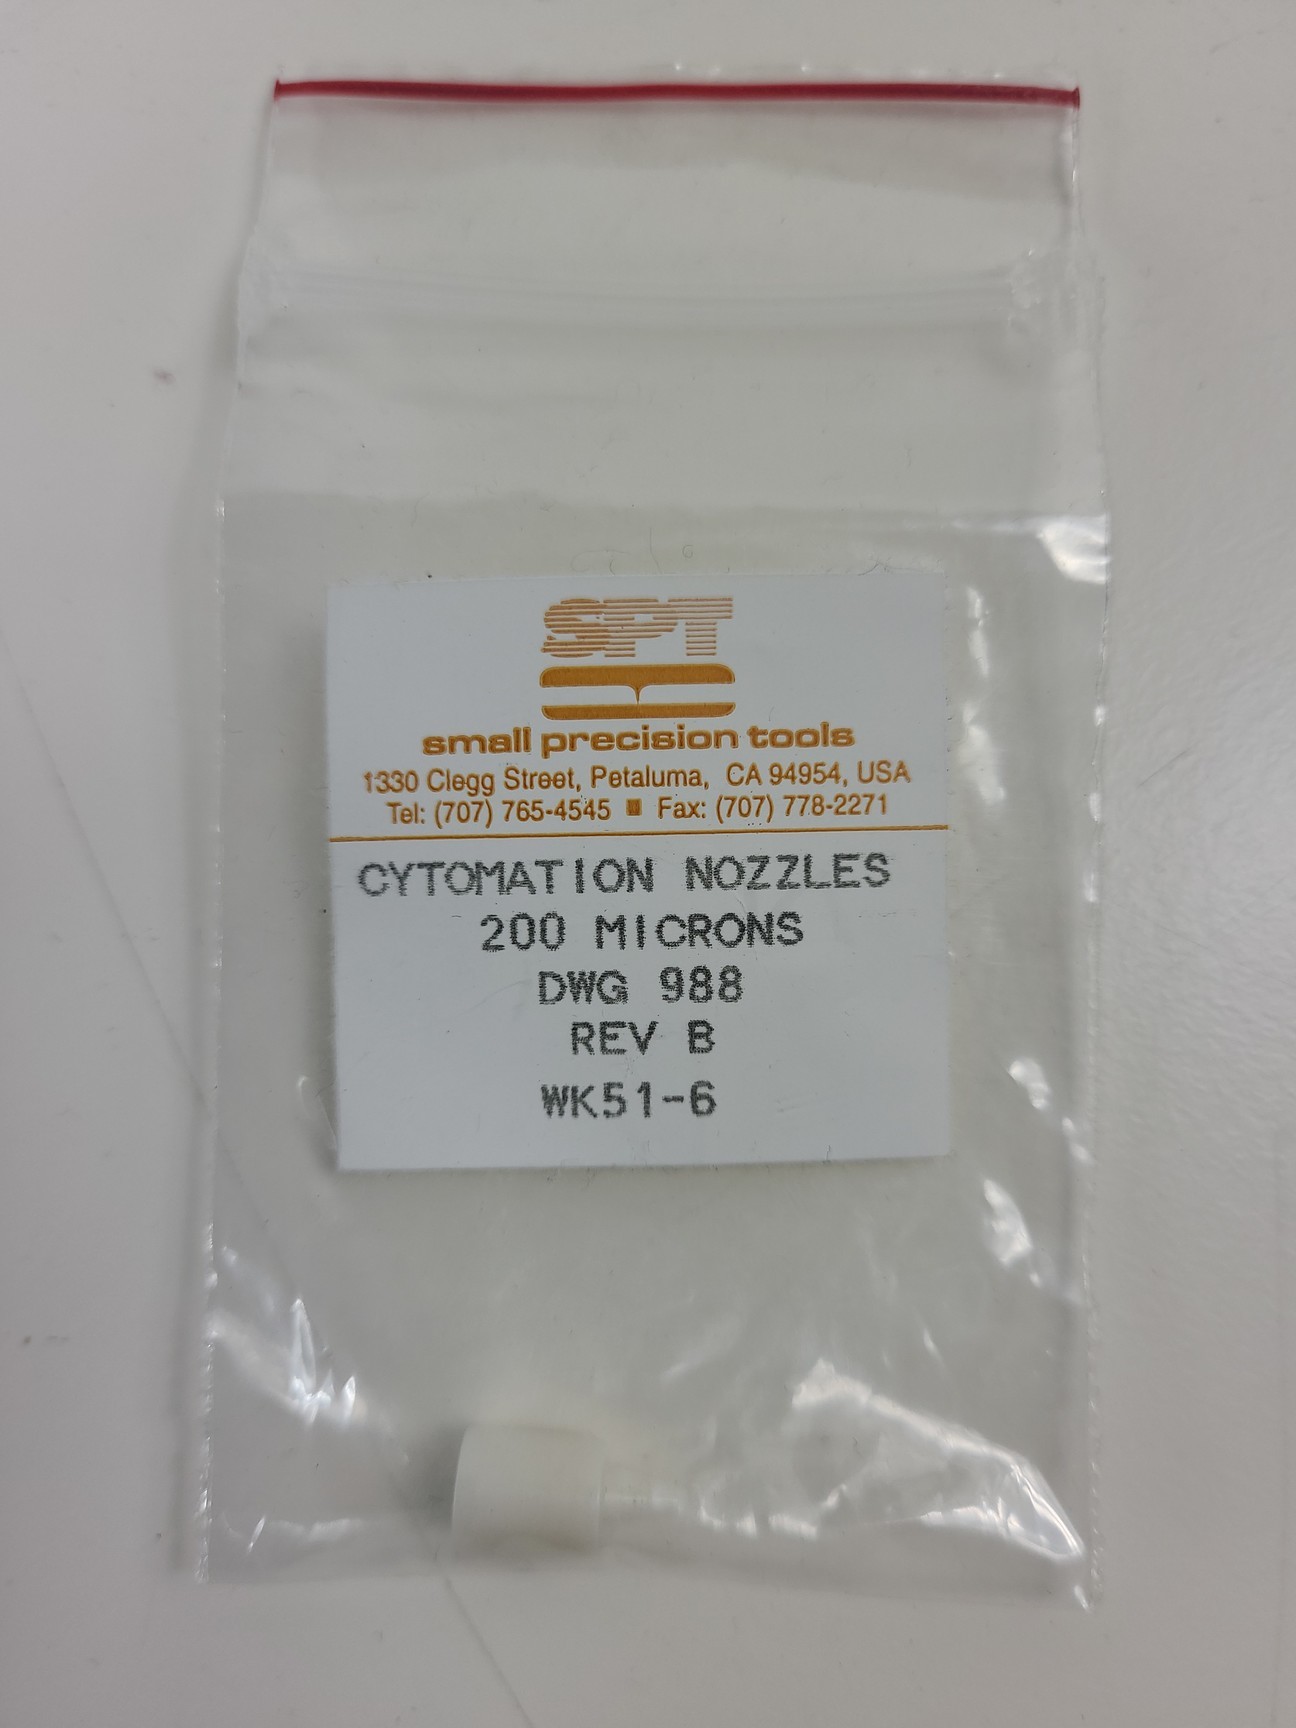 SPT
small precision tools
1330 Clegg Street, Petaluma, CA 94954, USA
Tel: (707) 765-4545 ■ Fax: (707) 778-2271
CYTOMATION NOZZLES
200 MICRONS
DWG 988
REV B
WK51-6